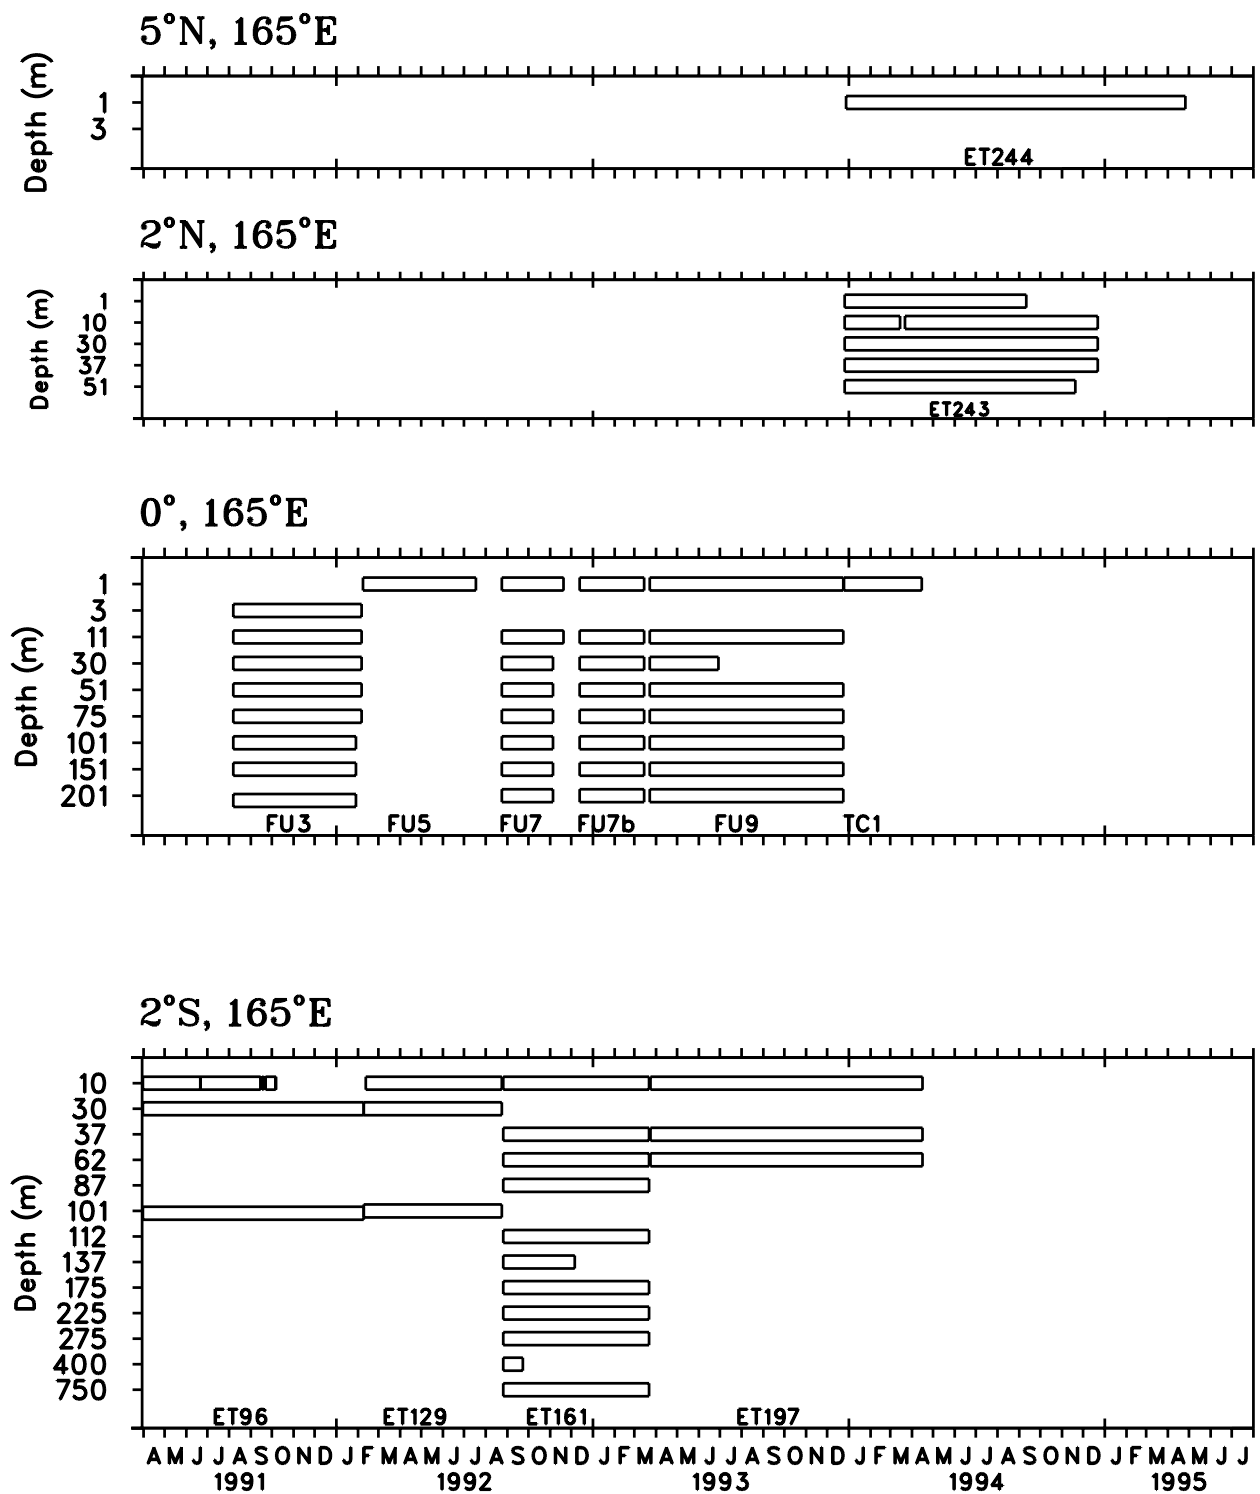 5°N, 165°E
Depth (m)
1
3
ET244
2°N, 165°E
Depth (m)
1
10
30
37
51
ET243
0°, 165°E
Depth (m)
1
3
11
30
51
75
101
151
201
FU3 FU5 FU7 FU7b FU9 TC1
2°S, 165°E
Depth (m)
10
30
37
62
87
101
112
137
175
225
275
400
750
ET96 ET129 ET161 ET197
A M J J A S O N D J F M A M J J A S O N D J F M A M J J A S O N D J F M A M J J A S O N D J F M A M J J
1991 1992 1993 1994 1995